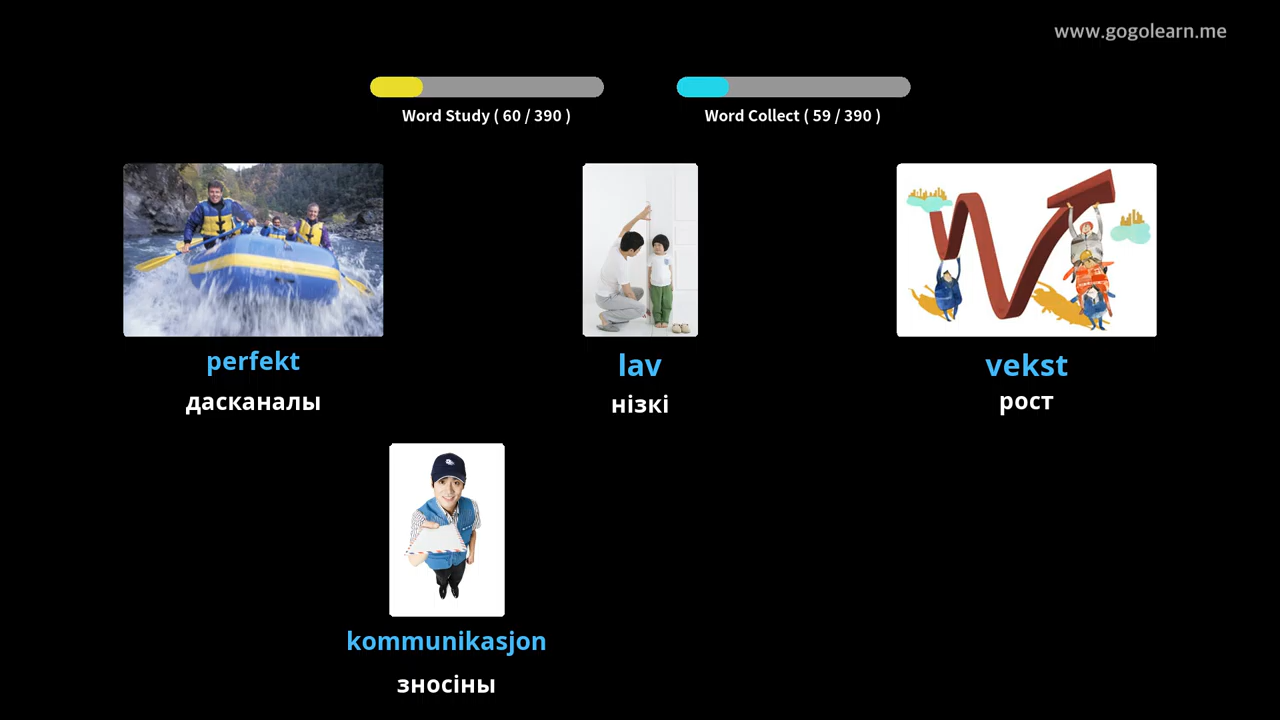 www.gogolearn.me
Word Study ( 60 / 390 )
Word Collect ( 59 / 390 )
perfekt
дасканалы
lav
нізкі
vekst
рост
kommunikasjon
зносіны